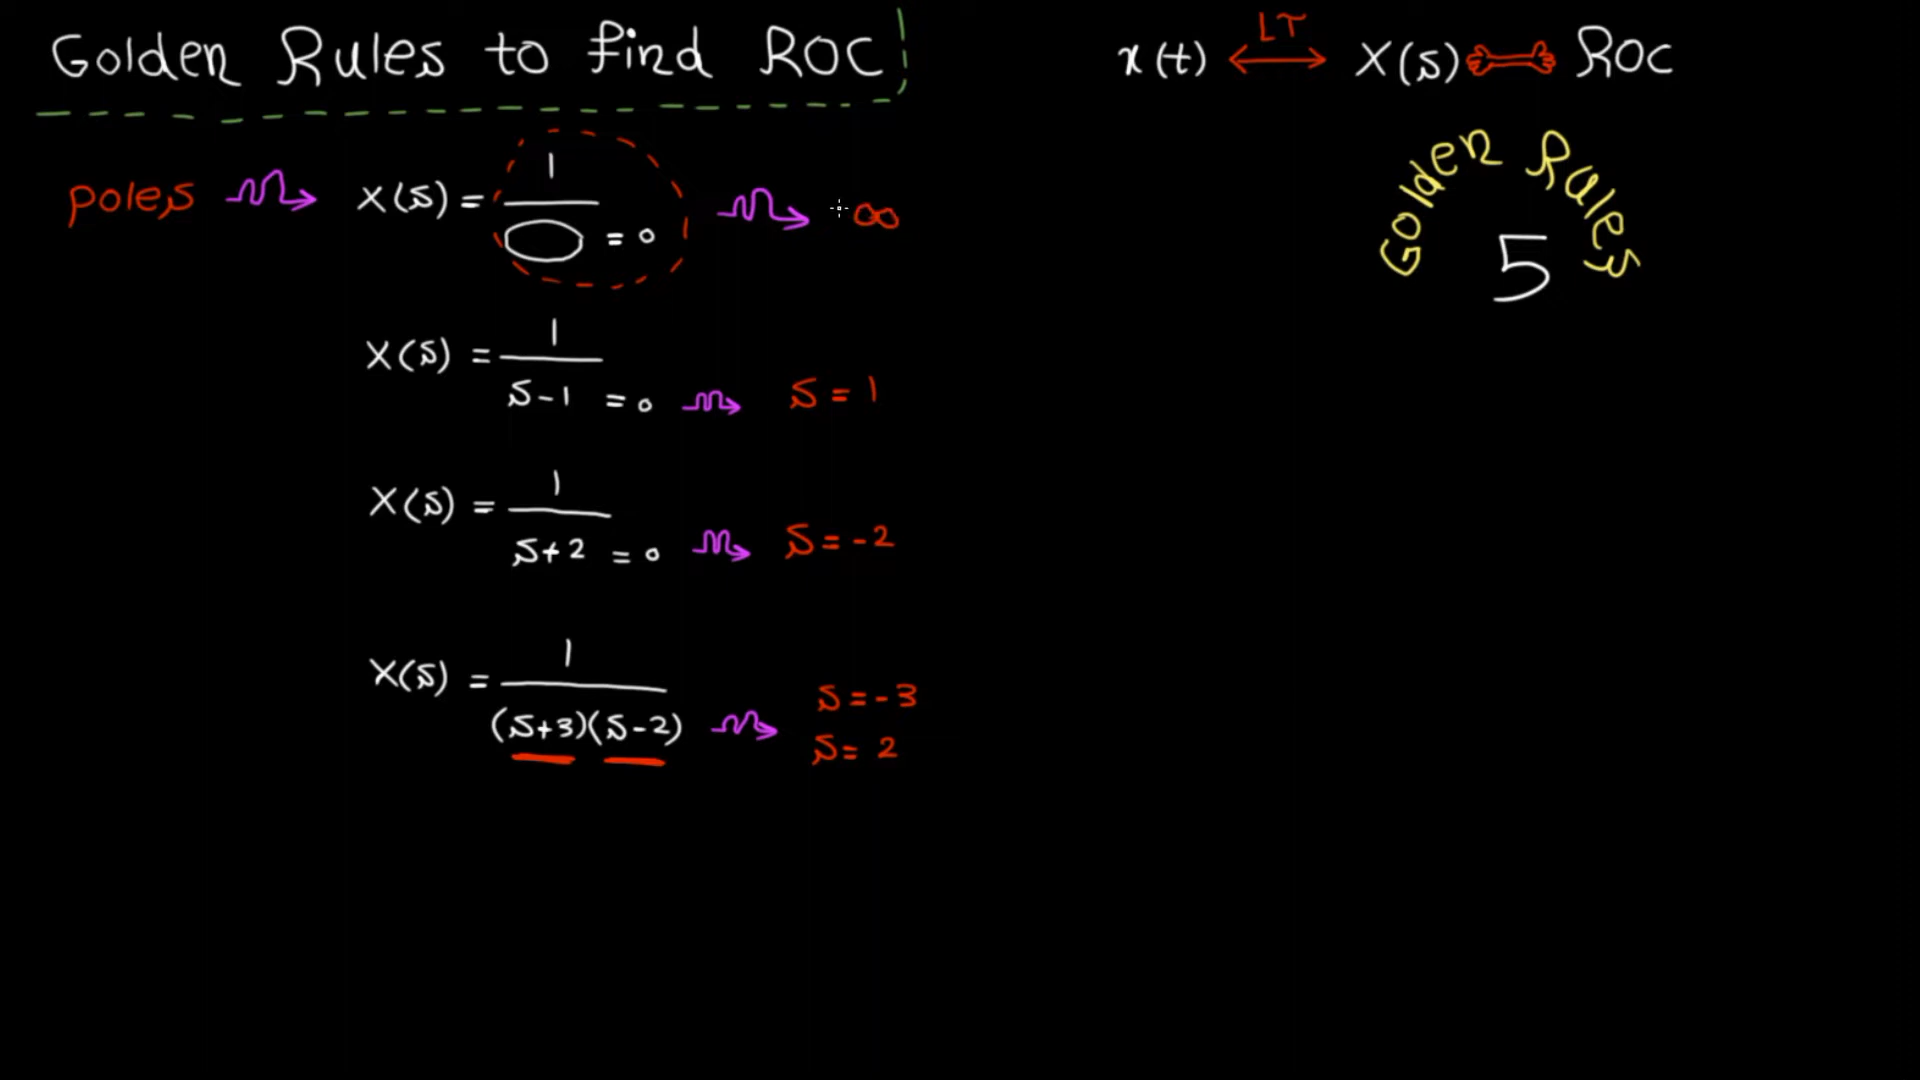 Golden Rules to find ROC
x(t) ⟷ LT X(s) ROC
Golden Rules
5
poles X(s) = 1/◯ = 0 ∞
X(s) = 1/(s-1) = 0 s = 1
X(s) = 1/(s+2) = 0 s = -2
X(s) = 1/((s+3)(s-2)) s = -3
s = 2